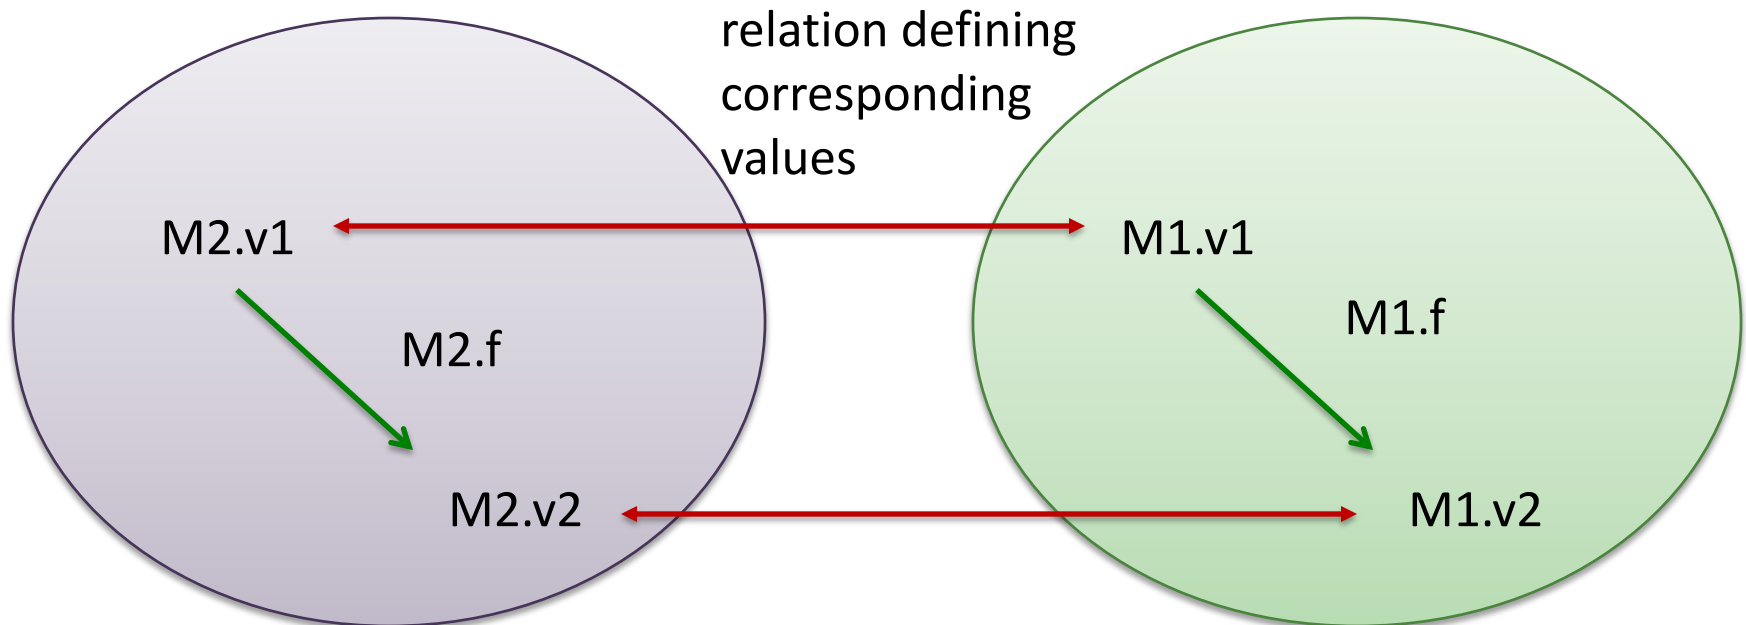 relation defining
corresponding
values
M2.v1
M1.v1
M2.f
M1.f
M2.v2
M1.v2